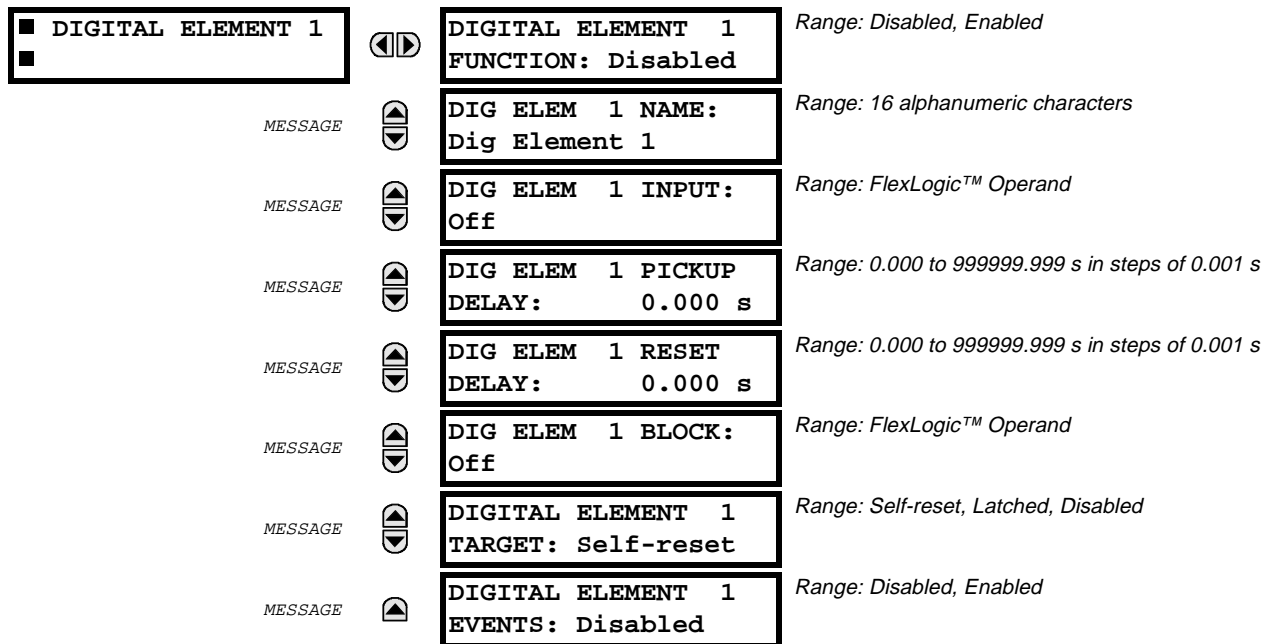 DIGITAL ELEMENT 1
DIGITAL ELEMENT 1
FUNCTION: Disabled
Range: Disabled, Enabled
MESSAGE
DIG ELEM 1 NAME:
Dig Element 1
Range: 16 alphanumeric characters
MESSAGE
DIG ELEM 1 INPUT:
Off
Range: FlexLogic™ Operand
MESSAGE
DIG ELEM 1 PICKUP
DELAY: 0.000 s
Range: 0.000 to 999999.999 s in steps of 0.001 s
MESSAGE
DIG ELEM 1 RESET
DELAY: 0.000 s
Range: 0.000 to 999999.999 s in steps of 0.001 s
MESSAGE
DIG ELEM 1 BLOCK:
Off
Range: FlexLogic™ Operand
MESSAGE
DIGITAL ELEMENT 1
TARGET: Self-reset
Range: Self-reset, Latched, Disabled
MESSAGE
DIGITAL ELEMENT 1
EVENTS: Disabled
Range: Disabled, Enabled